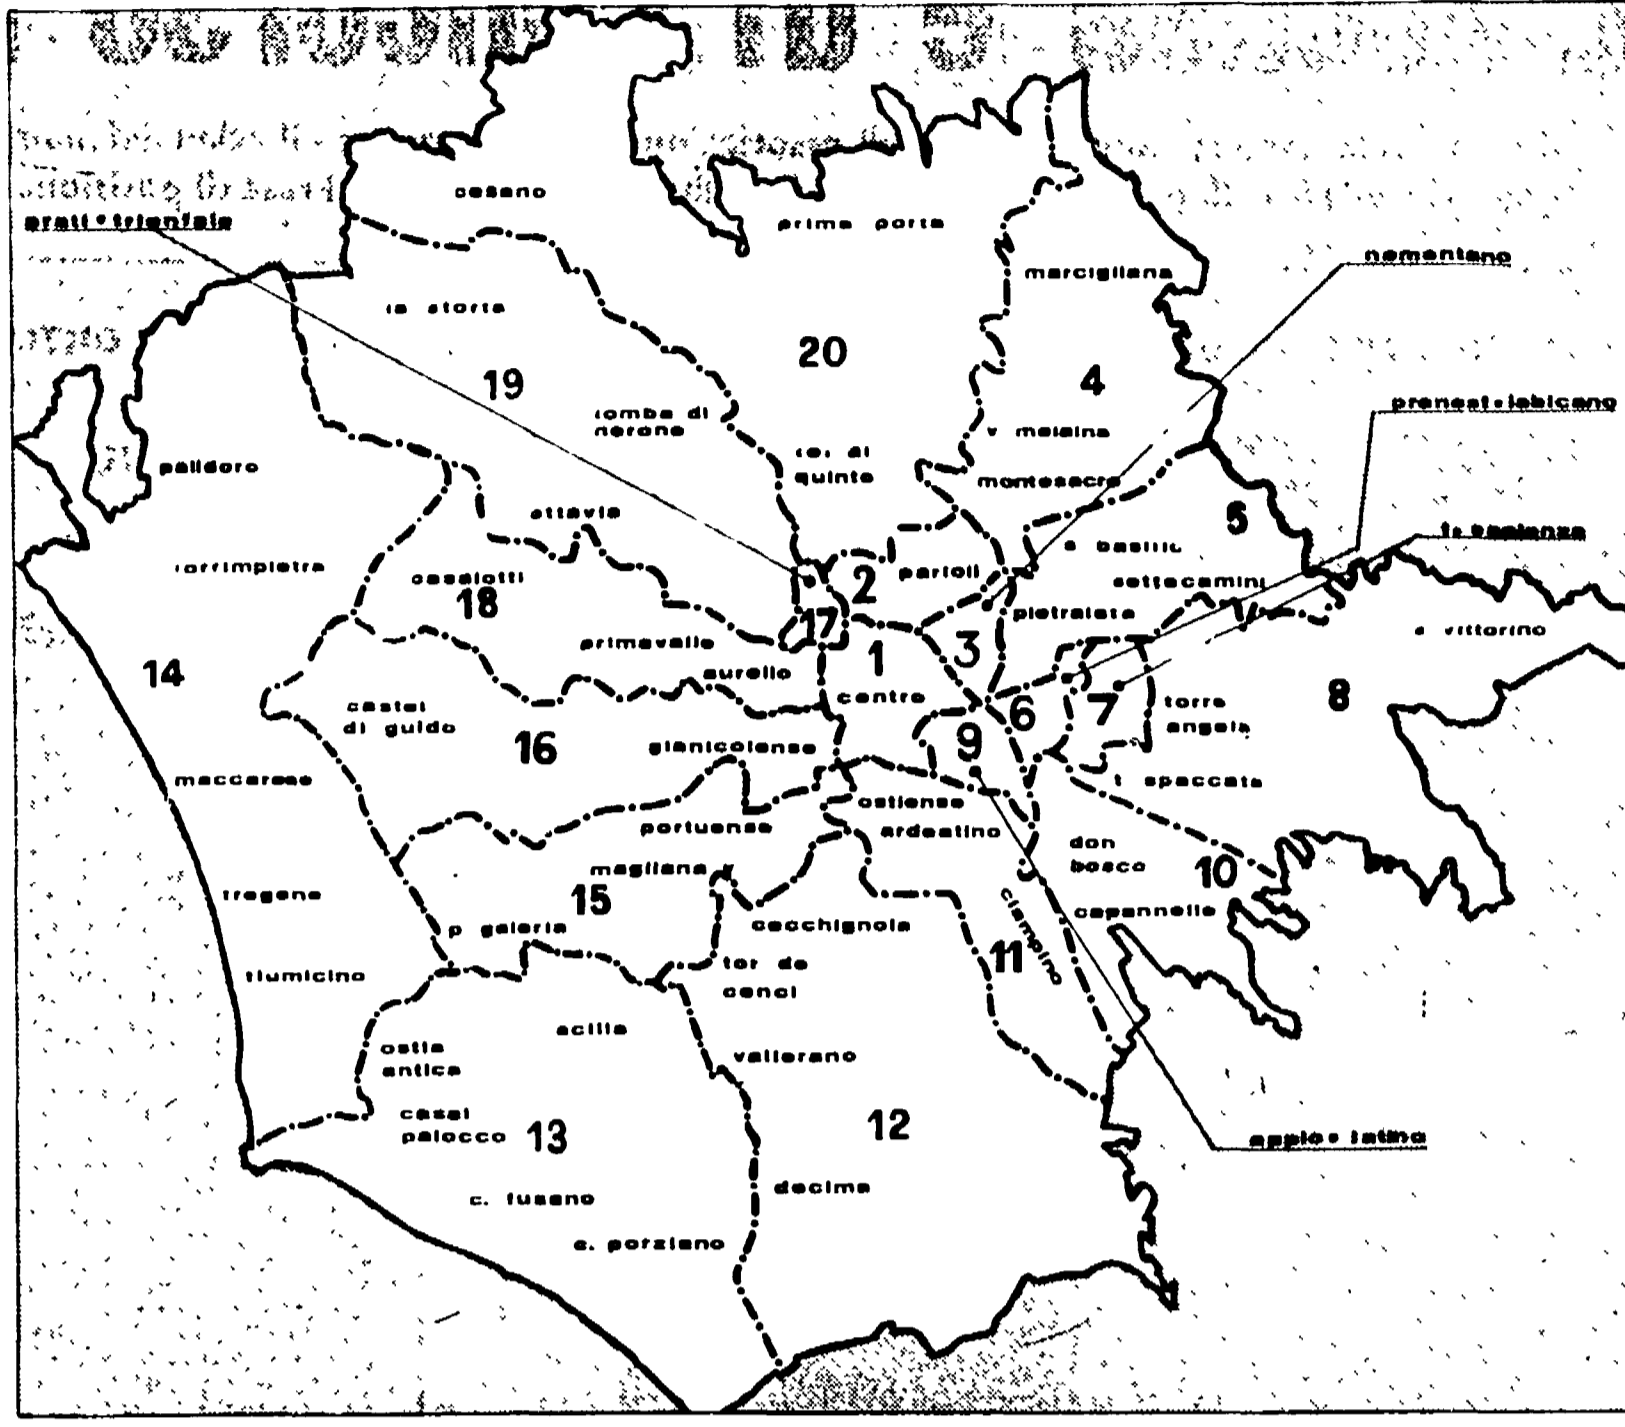 cesano
prati • trionfale
prima porta
nomentano
marcigliana
la storta
20
19
4
prenest • labicano
tomba di
nerone
v melaina
palidoro
to. di
quinto
montesacro
5
ottavia
t. sapienza
s basilio
torrimpietra
casalotti
parioli
settecamini
2
18
pietralata
17
s vittorino
primavalle
1
3
14
aurelio
centro
8
castel
di guido
6
7
torre
angela
16
gianicolense
9
maccarese
t spaccata
ostiense
portuense
ardeatino
don
bosco
magliana
10
fregene
15
capannelle
p galeria
cecchignola
ciampino
11
fiumicino
tor de
cenci
acilia
ostia
antica
vallerano
casal
palocco
13
12
appio • latino
decima
c. fusano
c. porziano